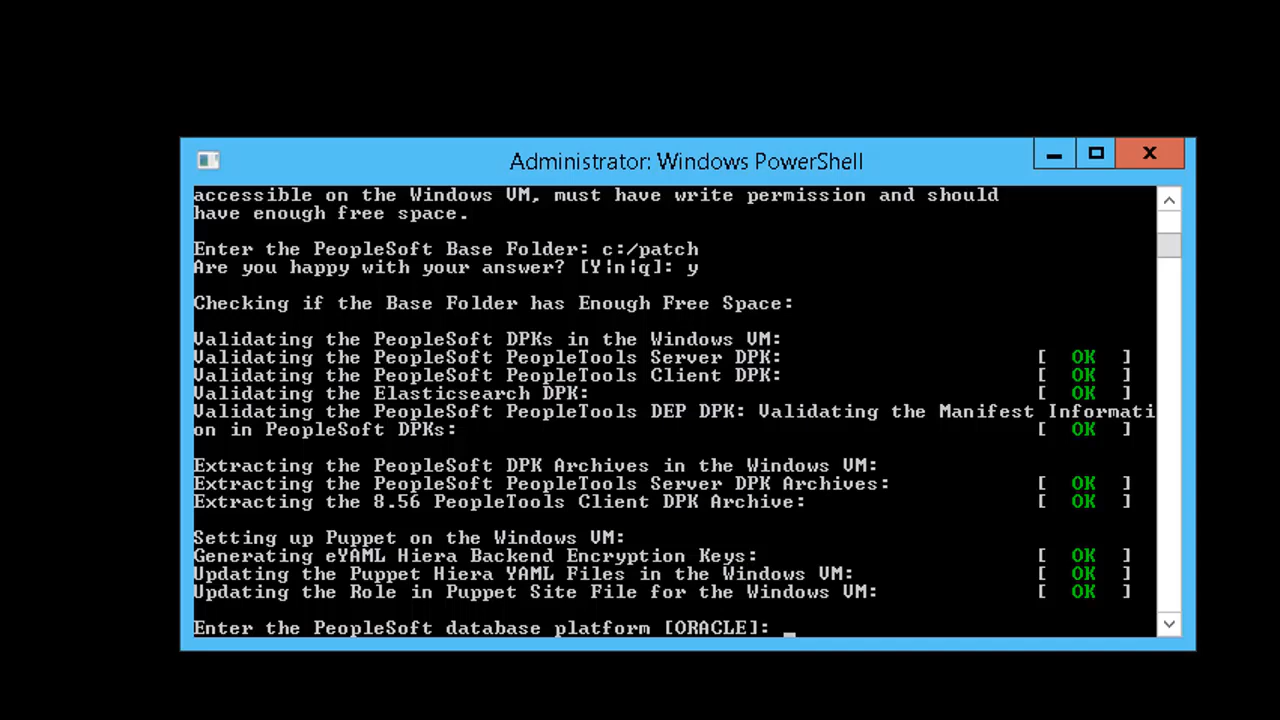 Administrator: Windows PowerShell
X
accessible on the Windows VM, must have write permission and should
have enough free space.
Enter the PeopleSoft Base Folder: c:/patch
Are you happy with your answer? [Y|n|q]: y
Checking if the Base Folder has Enough Free Space:
Validating the PeopleSoft DPKs in the Windows VM:
Validating the PeopleSoft PeopleTools Server DPK: [ OK ]
Validating the PeopleSoft PeopleTools Client DPK: [ OK ]
Validating the Elasticsearch DPK: [ OK ]
Validating the PeopleSoft PeopleTools DEP DPK: Validating the Manifest Informati
on in PeopleSoft DPKs: [ OK ]
Extracting the PeopleSoft DPK Archives in the Windows VM:
Extracting the PeopleSoft PeopleTools Server DPK Archives: [ OK ]
Extracting the 8.56 PeopleTools Client DPK Archive: [ OK ]
Setting up Puppet on the Windows VM:
Generating eYAML Hiera Backend Encryption Keys: [ OK ]
Updating the Puppet Hiera YAML Files in the Windows VM: [ OK ]
Updating the Role in Puppet Site File for the Windows VM: [ OK ]
Enter the PeopleSoft database platform [ORACLE]: _